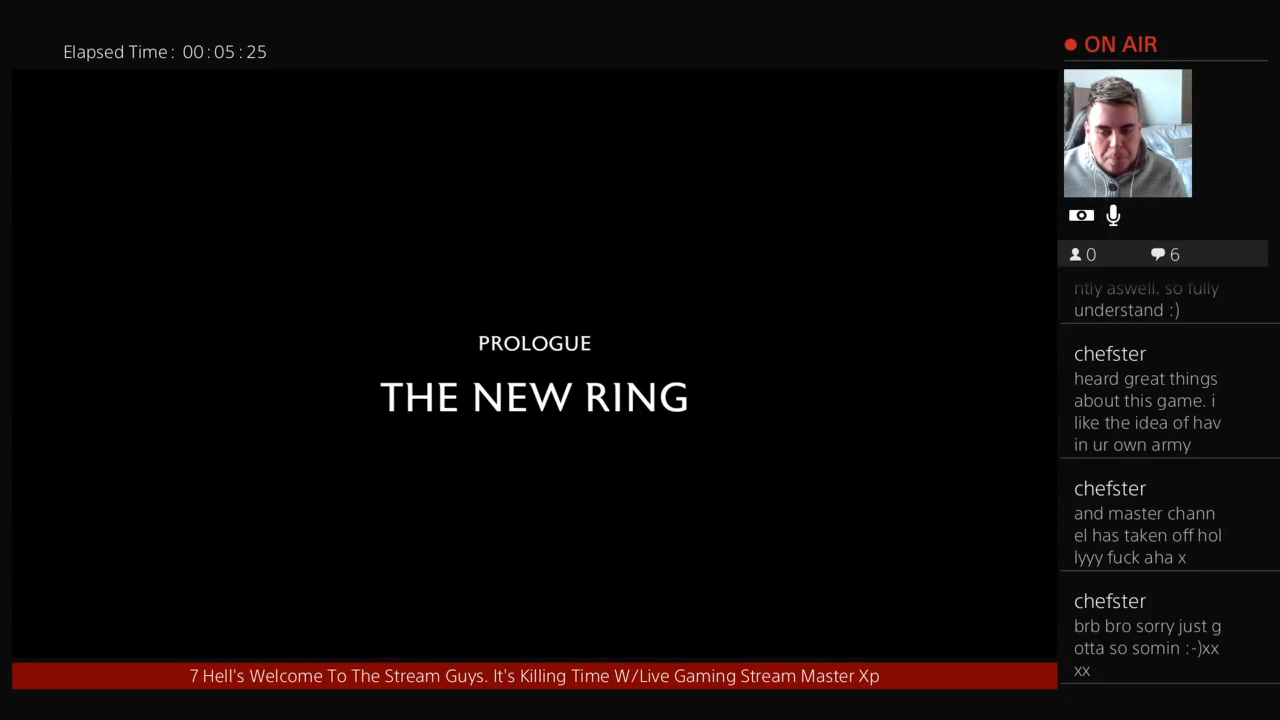 Elapsed Time: 00:05:25
ON AIR
0 6
ntly aswell. so fully
understand :)
chefster
heard great things
about this game. i
like the idea of hav
in ur own army
chefster
and master chann
el has taken off hol
lyyy fuck aha x
chefster
brb bro sorry just g
otta so somin :-)xx
xx
PROLOGUE
THE NEW RING
7 Hell's Welcome To The Stream Guys. It's Killing Time W/Live Gaming Stream Master Xp